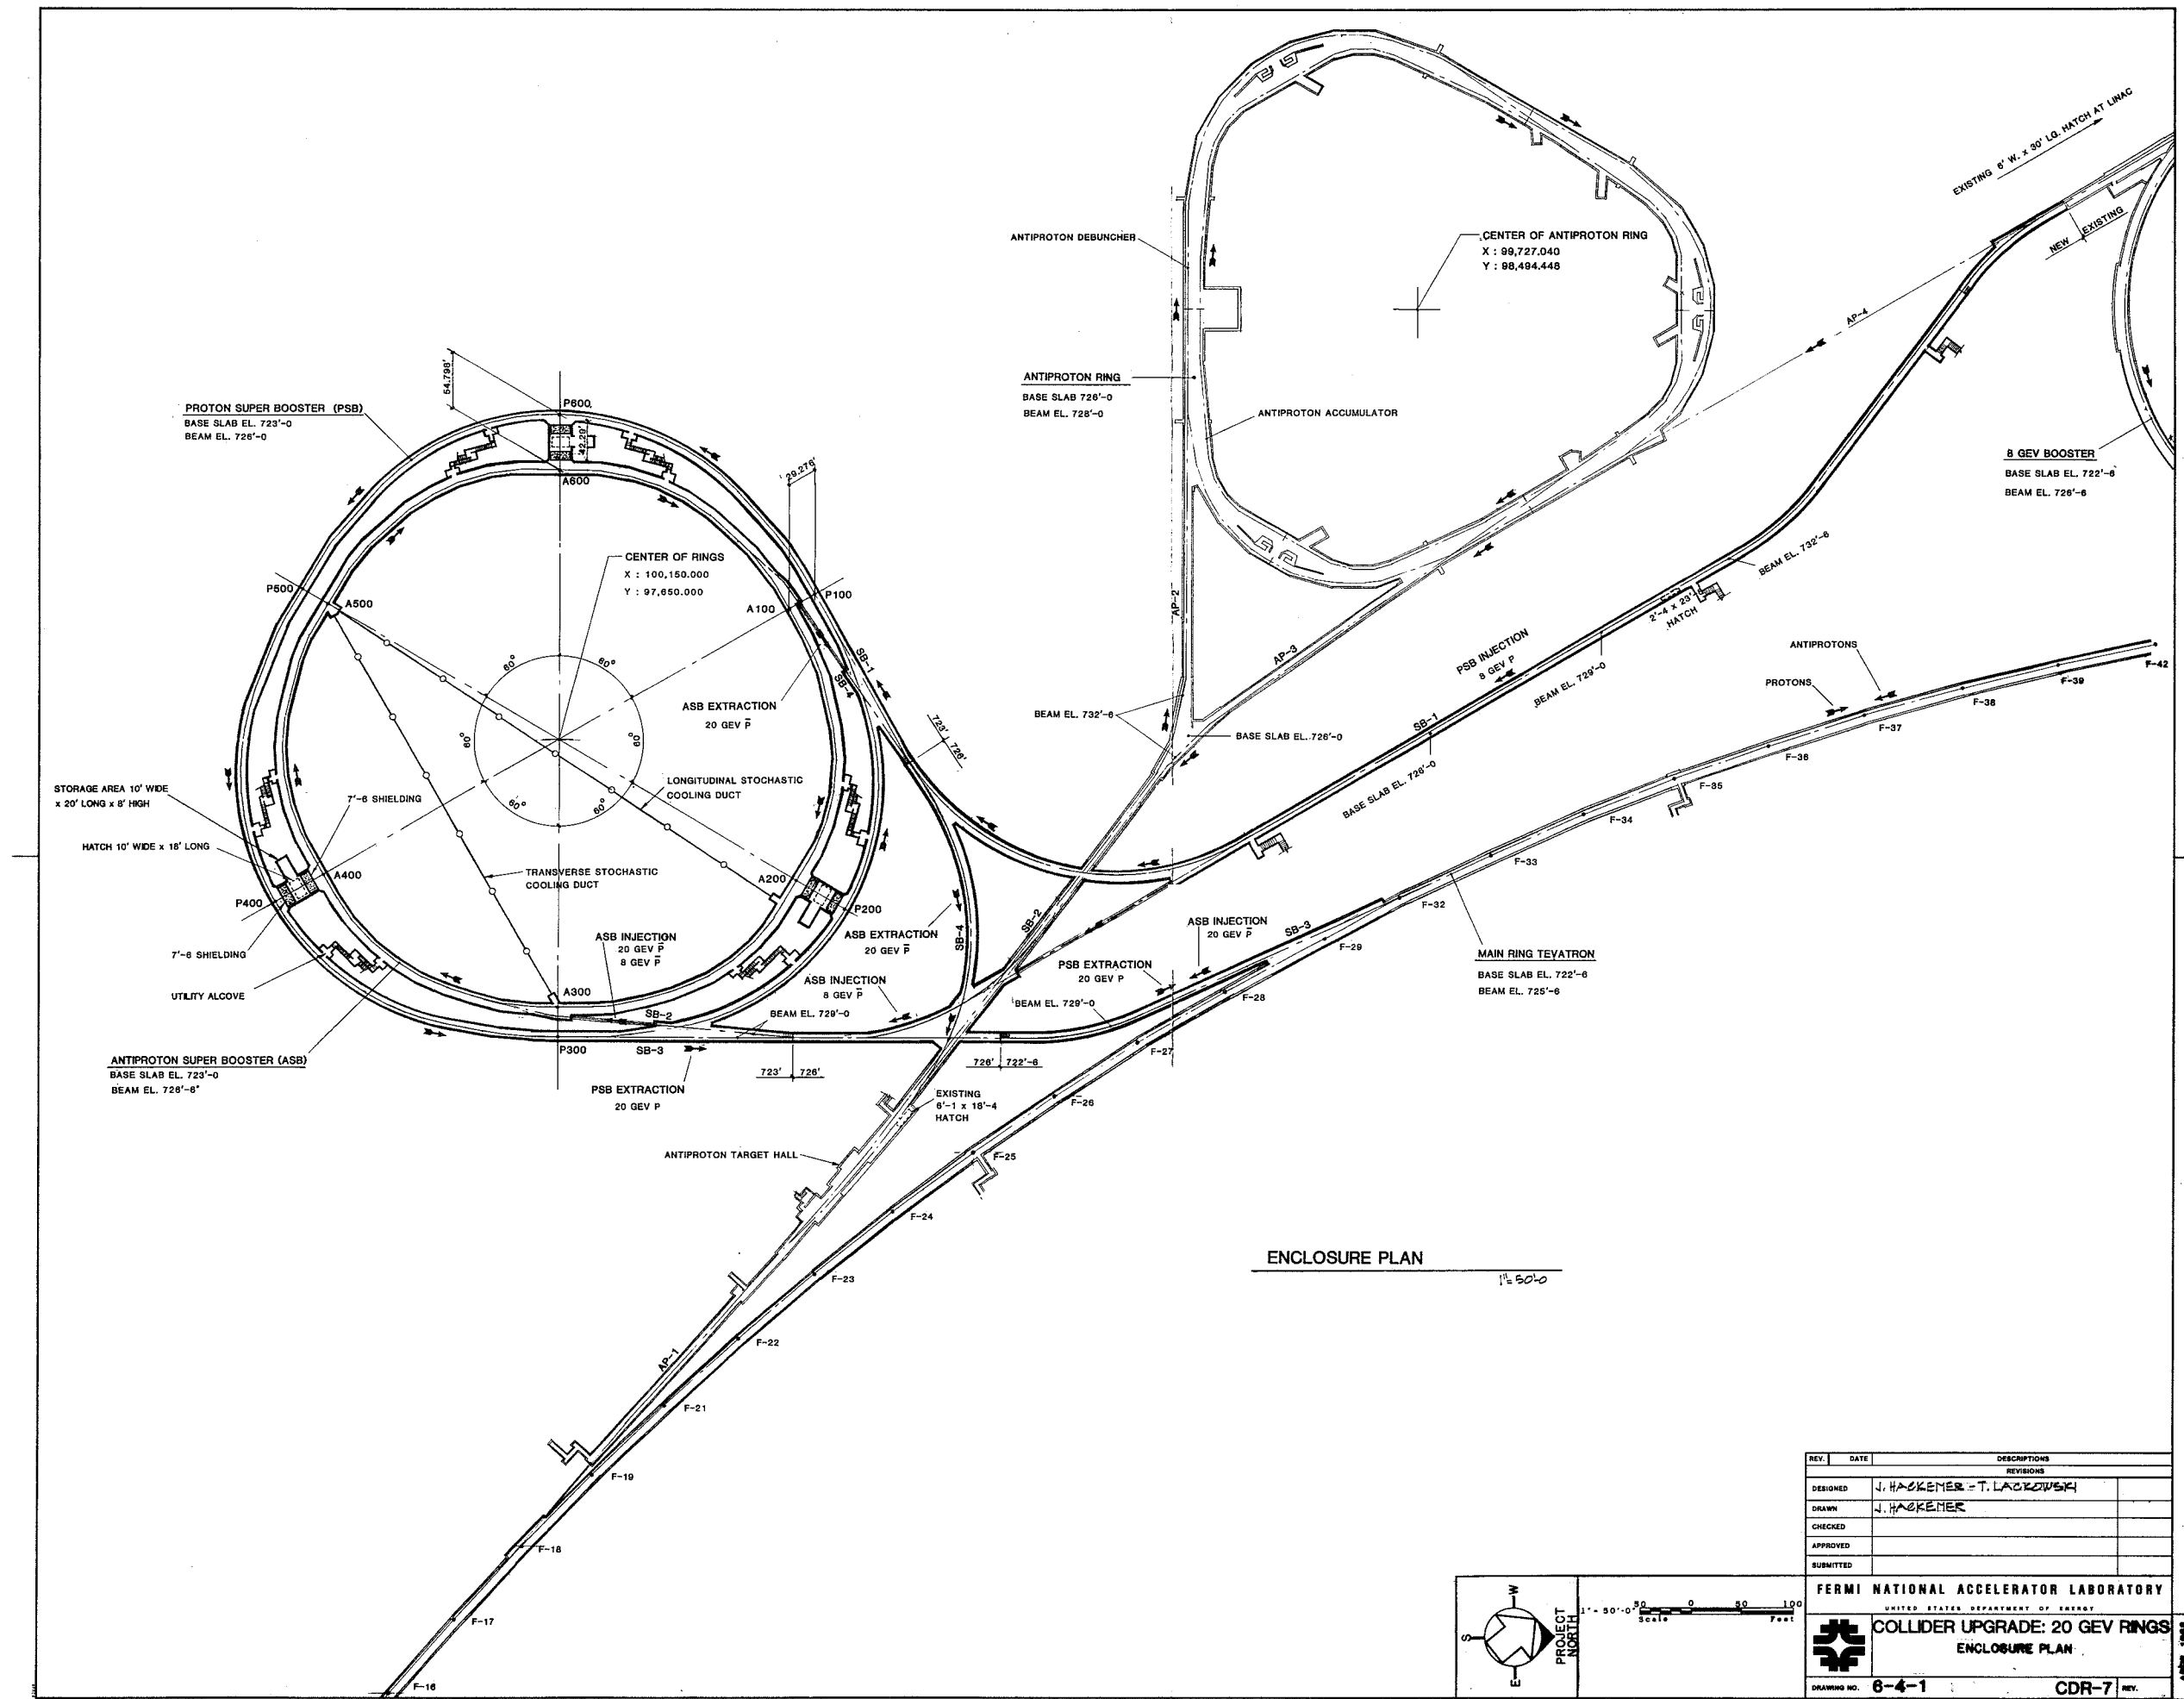 EXISTING 6' W. x 30' LG. HATCH AT LINAC
NEW
EXISTING
ANTIPROTON DEBUNCHER
CENTER OF ANTIPROTON RING
X : 99,727.040
Y : 98,494.448
AP-4
ANTIPROTON RING
BASE SLAB 726'-0
BEAM EL. 728'-0
ANTIPROTON ACCUMULATOR
8 GEV BOOSTER
BASE SLAB EL. 722'-6
BEAM EL. 726'-6
54.798'
PROTON SUPER BOOSTER (PSB)
BASE SLAB EL. 723'-0
BEAM EL. 726'-0
P600
42.29'
A600
29.276'
CENTER OF RINGS
X : 100,150.000
Y : 97,650.000
P500
A500
A100
P100
60°
60°
60°
60°
60°
60°
SB-1
SB-4
ASB EXTRACTION
20 GEV P̅
723'
726'
AP-2
AP-3
BEAM EL. 732'-6
BASE SLAB EL. 726'-0
PSB INJECTION
8 GEV P
BEAM EL. 729'-0
2'-4 x 23'
HATCH
BEAM EL. 732'-6
SB-1
BASE SLAB EL. 726'-0
ANTIPROTONS
PROTONS
F-42
F-39
F-38
F-37
F-36
F-35
F-34
F-33
F-32
F-29
F-28
F-27
F-26
F-25
F-24
F-23
F-22
F-21
F-19
F-18
F-17
F-16
STORAGE AREA 10' WIDE
x 20' LONG x 8' HIGH
7'-6 SHIELDING
HATCH 10' WIDE x 18' LONG
LONGITUDINAL STOCHASTIC
COOLING DUCT
TRANSVERSE STOCHASTIC
COOLING DUCT
A400
P400
A200
P200
7'-6 SHIELDING
UTILITY ALCOVE
ASB INJECTION
20 GEV P̅
8 GEV P̅
ASB EXTRACTION
20 GEV P̅
SB-4
SB-2
ASB INJECTION
8 GEV P̅
ASB INJECTION
20 GEV P̅
SB-3
PSB EXTRACTION
20 GEV P
BEAM EL. 729'-0
MAIN RING TEVATRON
BASE SLAB EL. 722'-6
BEAM EL. 725'-6
A300
SB-2
BEAM EL. 729'-0
P300
SB-3
723'
726'
726'
722'-6
ANTIPROTON SUPER BOOSTER (ASB)
BASE SLAB EL. 723'-0
BEAM EL. 726'-6"
PSB EXTRACTION
20 GEV P
EXISTING
6'-1 x 18'-4
HATCH
ANTIPROTON TARGET HALL
AP-1
ENCLOSURE PLAN
1"=50'-0
REV.
DATE
DESCRIPTIONS
REVISIONS
DESIGNED
J. HACKEMER - T. LACKOWSKI
DRAWN
J. HACKEMER
CHECKED
APPROVED
SUBMITTED
FERMI NATIONAL ACCELERATOR LABORATORY
UNITED STATES DEPARTMENT OF ENERGY
COLLIDER UPGRADE: 20 GEV RINGS
ENCLOSURE PLAN
DRAWING NO. 6-4-1
CDR-7
REV.
W
S
E
PROJECT
NORTH
1" = 50'-0"
50 0 50 100
Scale
Feet